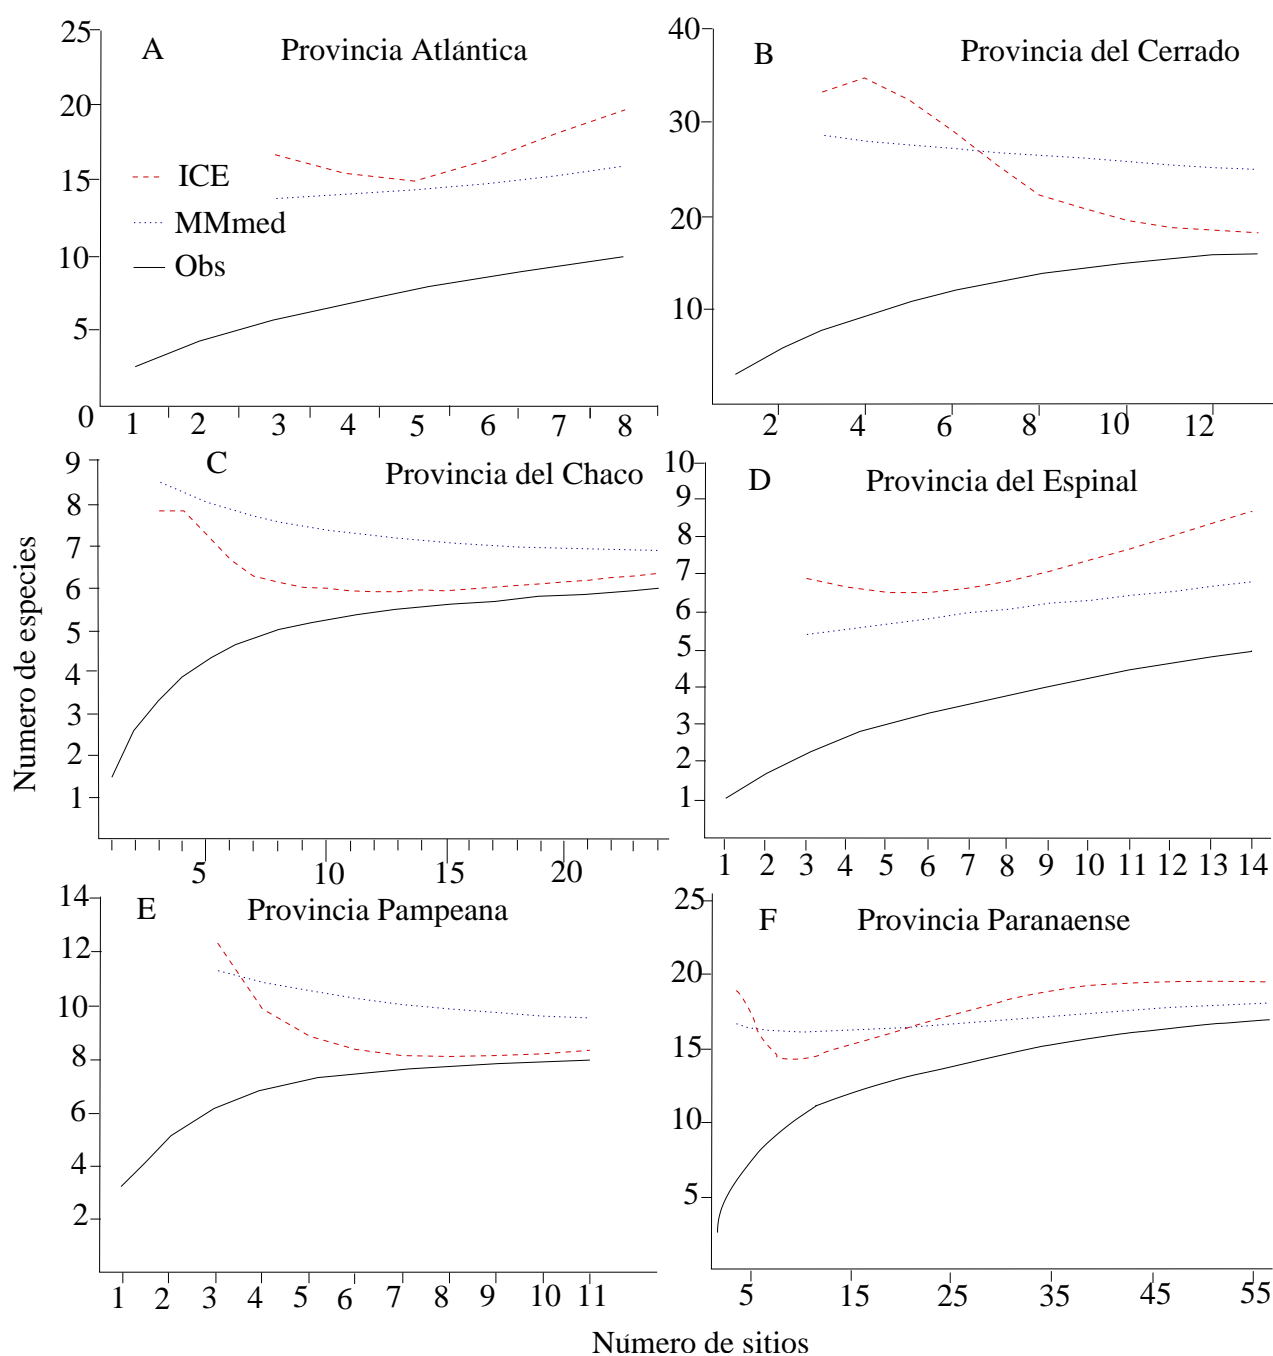 A
Provincia Atlántica
25
20
15
10
5
0
ICE
MMmed
Obs
1 2 3 4 5 6 7 8
B
Provincia del Cerrado
40
30
20
10
2 4 6 8 10 12
C
Provincia del Chaco
9
8
7
6
5
4
3
2
1
5 10 15 20
D
Provincia del Espinal
10
9
8
7
6
5
4
3
2
1
1 2 3 4 5 6 7 8 9 10 11 12 13 14
E
Provincia Pampeana
14
12
10
8
6
4
2
1 2 3 4 5 6 7 8 9 10 11
F
Provincia Paranaense
25
20
15
10
5
5 15 25 35 45 55
Numero de especies
Número de sitios